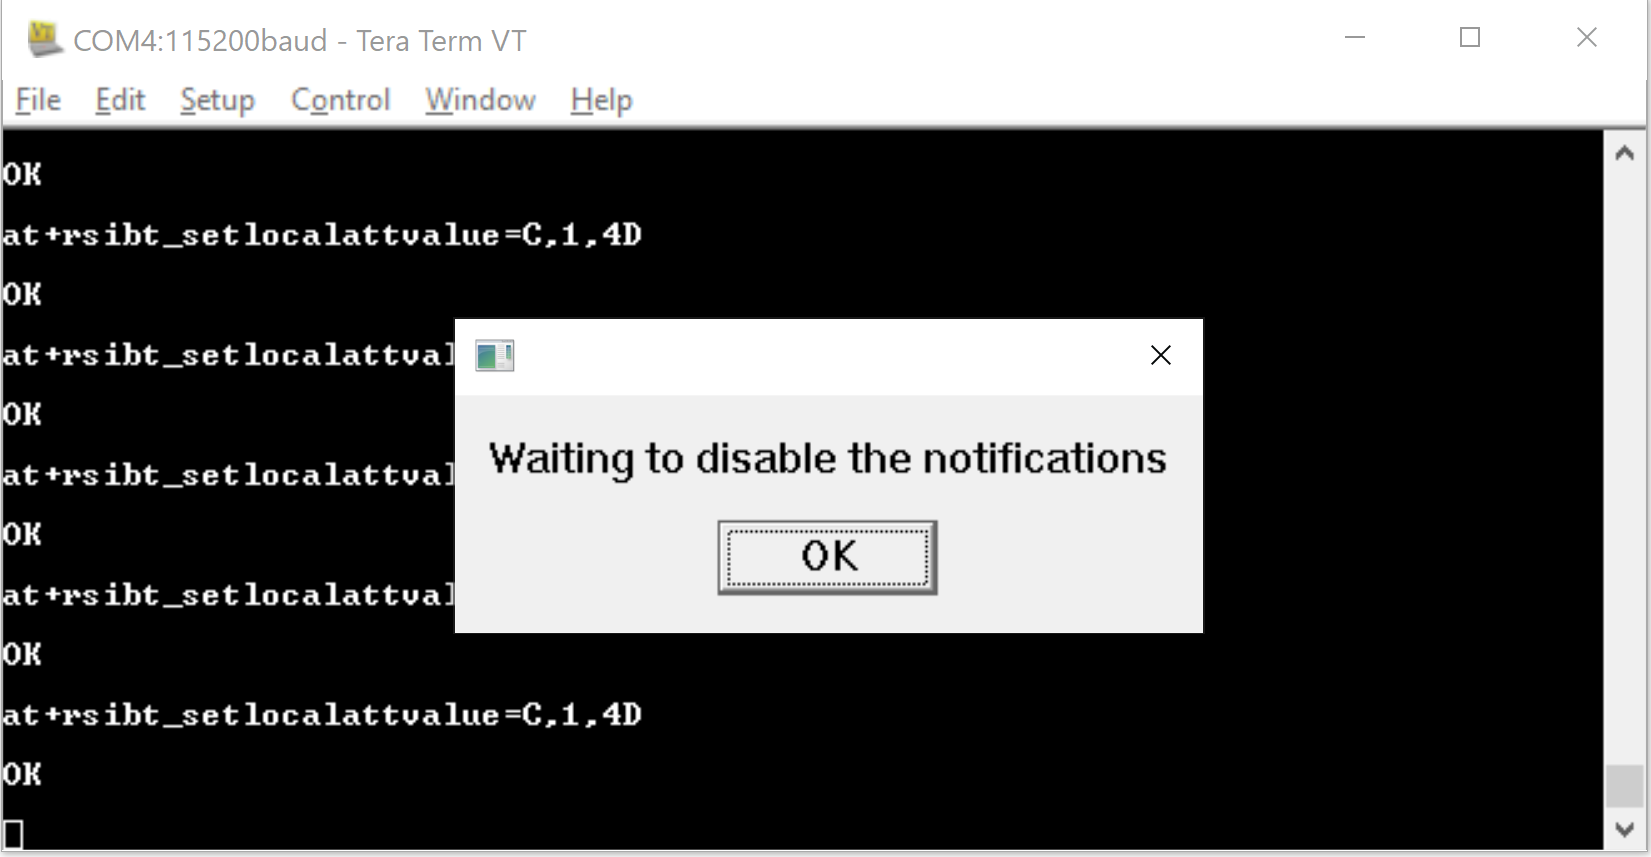 COM4:115200baud - Tera Term VT
File Edit Setup Control Window Help
OK
at+rsibt_setlocalattvalue=C,1,4D
OK
at+rsibt_setlocalattval
OK
at+rsibt_setlocalattval
OK
at+rsibt_setlocalattval
OK
at+rsibt_setlocalattvalue=C,1,4D
OK
Waiting to disable the notifications
OK